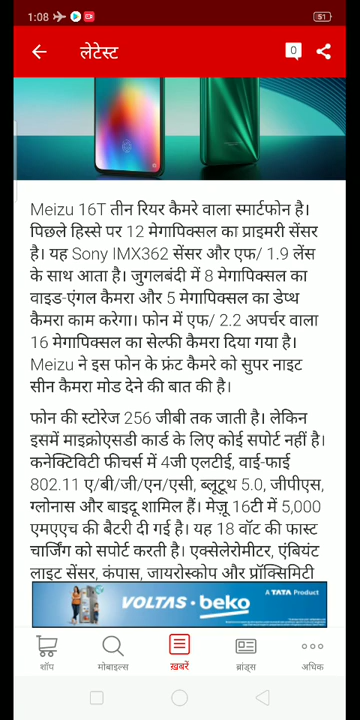 1:08
51
लेटेस्ट
0
Meizu 16T तीन रियर कैमरे वाला स्मार्टफोन है।
पिछले हिस्से पर 12 मेगापिक्सल का प्राइमरी सेंसर
है। यह Sony IMX362 सेंसर और एफ/ 1.9 लेंस
के साथ आता है। जुगलबंदी में 8 मेगापिक्सल का
वाइड-एंगल कैमरा और 5 मेगापिक्सल का डेप्थ
कैमरा काम करेगा। फोन में एफ/ 2.2 अपर्चर वाला
16 मेगापिक्सल का सेल्फी कैमरा दिया गया है।
Meizu ने इस फोन के फ्रंट कैमरे को सुपर नाइट
सीन कैमरा मोड देने की बात की है।
फोन की स्टोरेज 256 जीबी तक जाती है। लेकिन
इसमें माइक्रोएसडी कार्ड के लिए कोई सपोर्ट नहीं है।
कनेक्टिविटी फीचर्स में 4जी एलटीई, वाई-फाई
802.11 ए/बी/जी/एन/एसी, ब्लूटूथ 5.0, जीपीएस,
ग्लोनास और बाइदू शामिल हैं। मेज़ू 16टी में 5,000
एमएएच की बैटरी दी गई है। यह 18 वॉट की फास्ट
चार्जिंग को सपोर्ट करती है। एक्सेलेरोमीटर, एंबियंट
लाइट सेंसर, कंपास, जायरोस्कोप और प्रॉक्सिमिटी
A TATA Product
VOLTAS • beko
शॉप
मोबाइल्स
ख़बरें
ब्रांड्स
अधिक